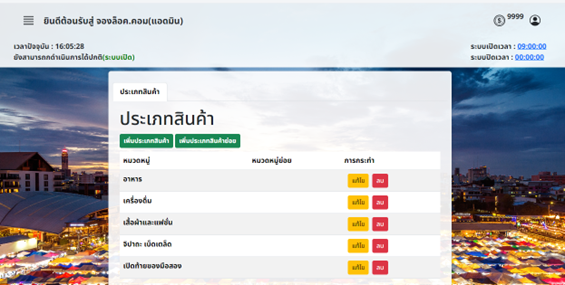 ยินดีต้อนรับสู่ จองล็อค.คอม(แอดมิน)
$ 9999
เวลาปัจจุบัน : 16:05:28
ยังสามารถดำเนินการได้ปกติ(ระบบเปิด)
ระบบเปิดเวลา : 09:00:00
ระบบปิดเวลา : 00:00:00
ประเภทสินค้า
ประเภทสินค้า
เพิ่มประเภทสินค้า เพิ่มประเภทสินค้าย่อย
หมวดหมู่ หมวดหมู่ย่อย การกระทำ
อาหาร แก้ไข ลบ
เครื่องดื่ม แก้ไข ลบ
เสื้อผ้าและแฟชั่น แก้ไข ลบ
จิปาถะ เบ็ดเตล็ด แก้ไข ลบ
เปิดท้ายของมือสอง แก้ไข ลบ